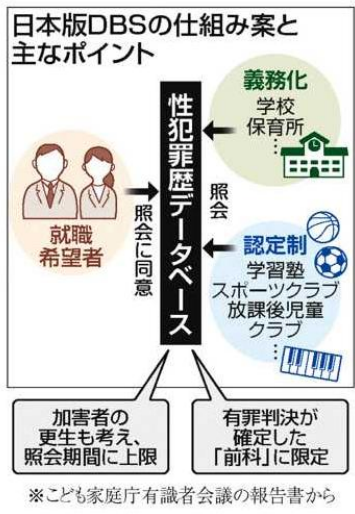 日本版DBSの仕組み案と
主なポイント
義務化
学校
保育所
…
性犯罪歴データベース
照会
就職
希望者
照会に同意
認定制
学習塾
スポーツクラブ
放課後児童
クラブ
…
加害者の
更生も考え、
照会期間に上限
有罪判決が
確定した
「前科」に限定
※こども家庭庁有識者会議の報告書から